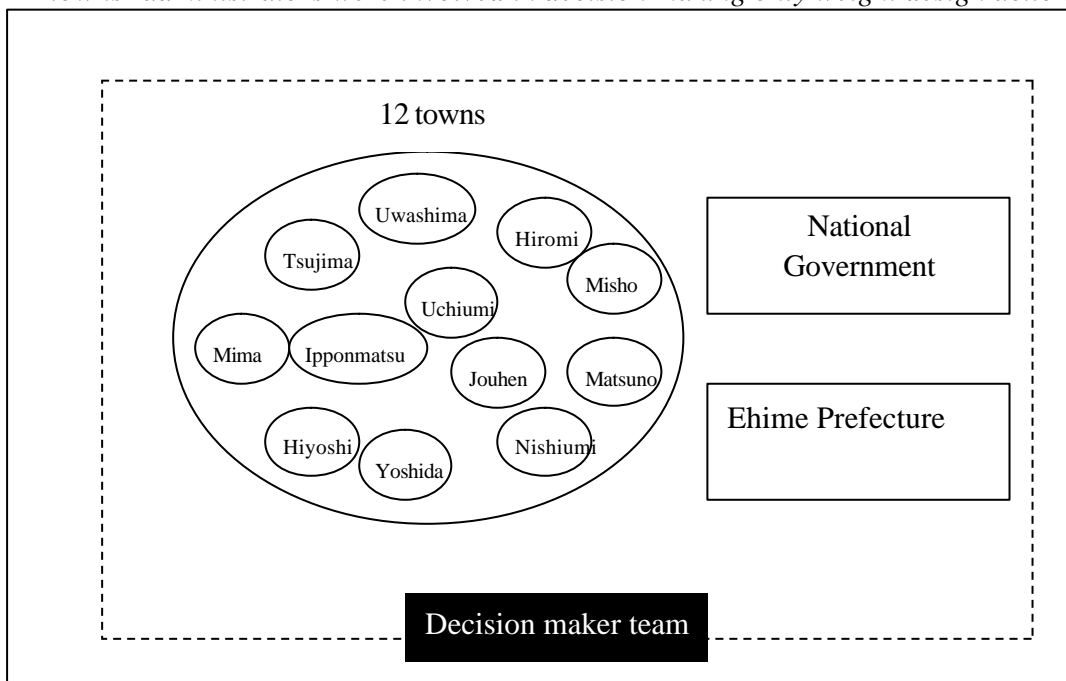 12 towns
Uwashima
Hiromi
Tsujima
Misho
Uchiumi
Mima
Ipponmatsu
Jouhen
Matsuno
Hiyoshi
Yoshida
Nishiumi
National
Government
Ehime Prefecture
Decision maker team